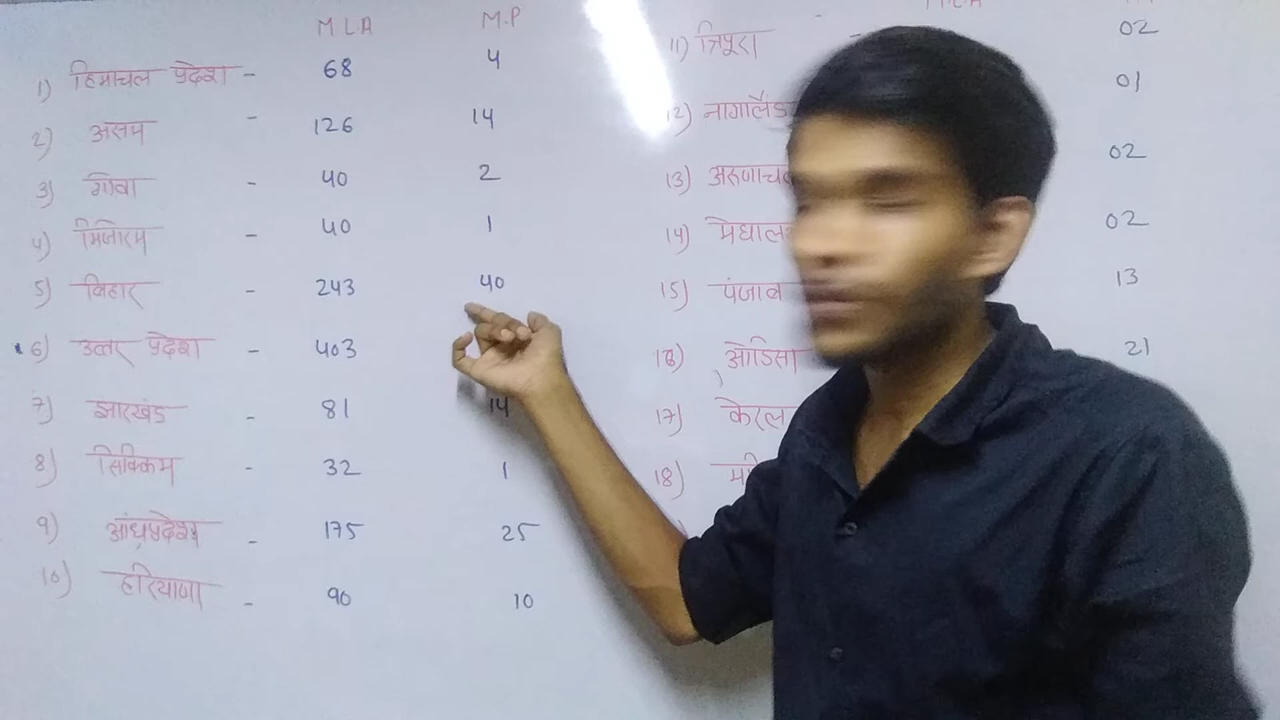 MLA M.P
1) हिमाचल प्रदेश - 68 4
2) असम - 126 14
3) गोवा - 40 2
4) मिजोरम - 40 1
5) बिहार - 243 40
6) उत्तर प्रदेश - 403
7) झारखंड - 81 14
8) सिक्किम - 32 1
9) आंध्रप्रदेश - 175 25
10) हरियाणा - 90 10
11) त्रिपुरा - 02
12) नागालैंड 01
13) अरुणाच 02
14) मेघाल 02
15) पंजाब 13
16) ओडिसा 21
17) केरल
18)